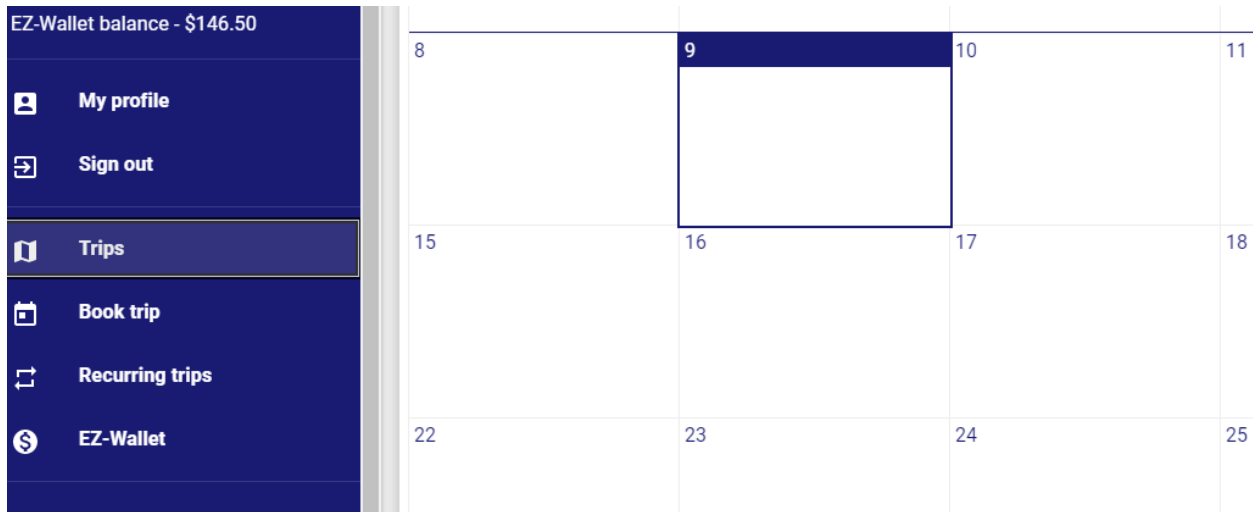 EZ-Wallet balance - $146.50
My profile
Sign out
Trips
Book trip
Recurring trips
EZ-Wallet
8 9 10 11
15 16 17 18
22 23 24 25